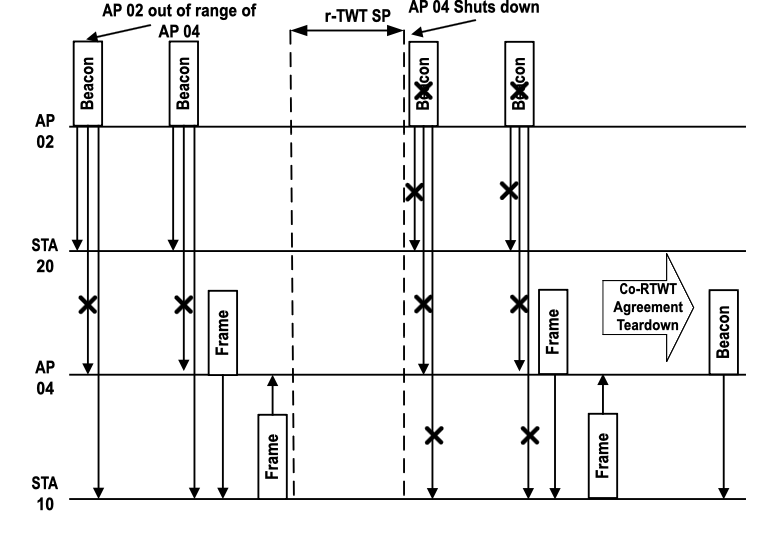 AP 02 out of range of
AP 04
r-TWT SP
AP 04 Shuts down
Beacon
Beacon
Beacon
Beacon
AP
02
STA
20
Co-RTWT
Agreement
Teardown
Frame
Frame
Beacon
AP
04
Frame
Frame
STA
10